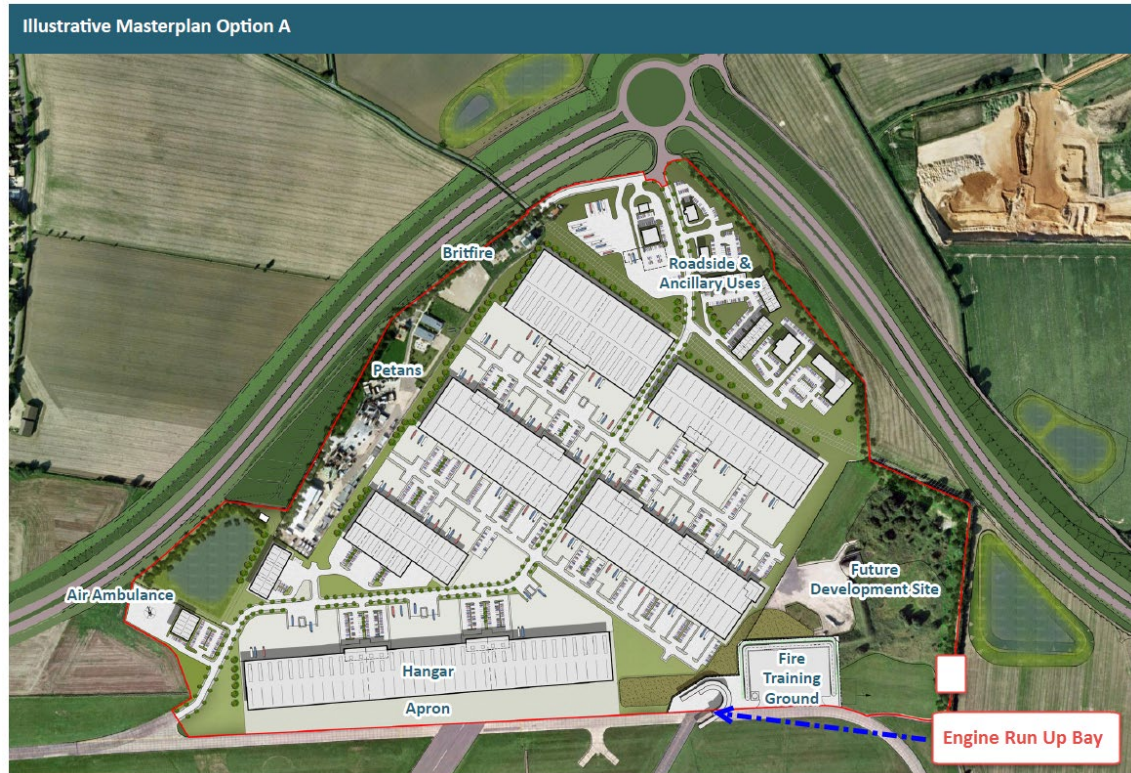 Illustrative Masterplan Option A
Britfire
Roadside &
Ancillary Uses
Petans
Future
Development Site
Air Ambulance
Fire
Training
Ground
Hangar
Apron
Engine Run Up Bay